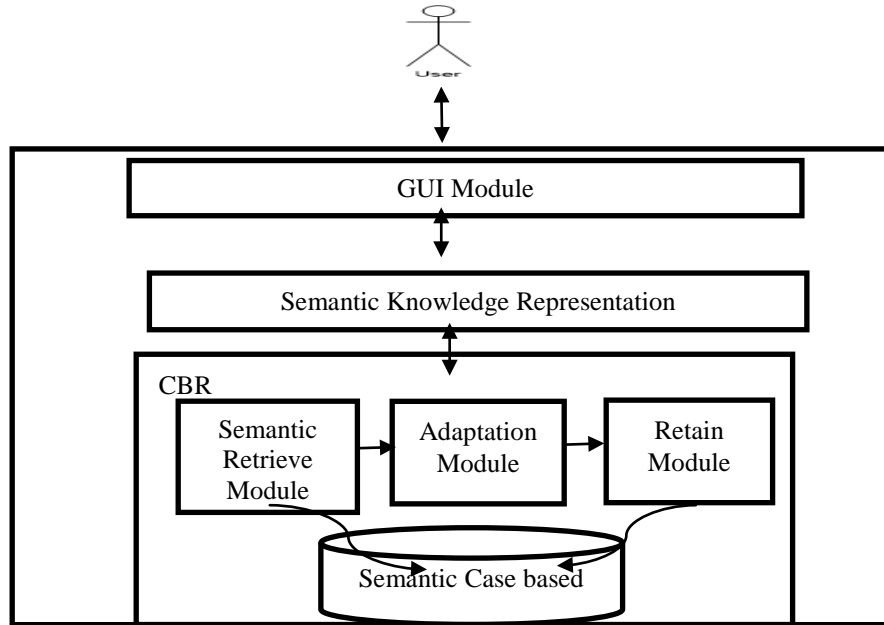 User
GUI Module
Semantic Knowledge Representation
CBR
Semantic
Retrieve
Module
Adaptation
Module
Retain
Module
Semantic Case based